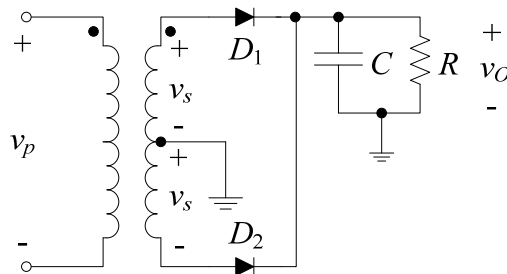 +
v_p
-
+
v_s
-
+
v_s
-
D_1
D_2
C
R
+
v_O
-